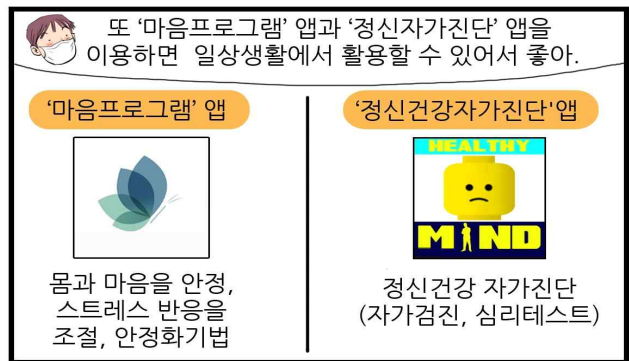 또 ‘마음프로그램’ 앱과 ‘정신자가진단’ 앱을
이용하면 일상생활에서 활용할 수 있어서 좋아.
‘마음프로그램’ 앱
몸과 마음을 안정,
스트레스 반응을
조절, 안정화기법
‘정신건강자가진단'앱
HEALTHY
MIND
정신건강 자가진단
(자가검진, 심리테스트)